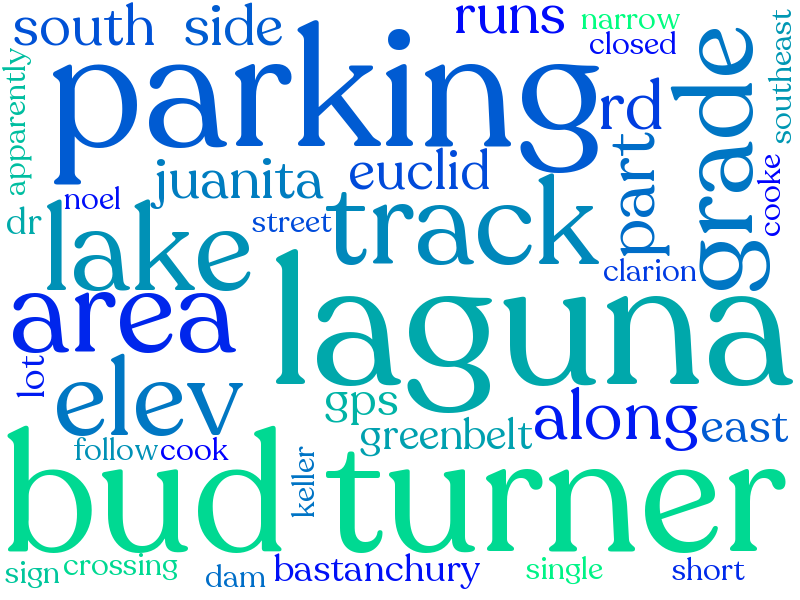 south side runs narrow
closed
parking
apparently
rd
grade
southeast
juanita euclid
part
cooke
noel
dr
lake
street
track
clarion
area
laguna
lot
elev
gps
along east
greenbelt
follow cook
bud turner
keller
sign crossing
dam bastanchury single short